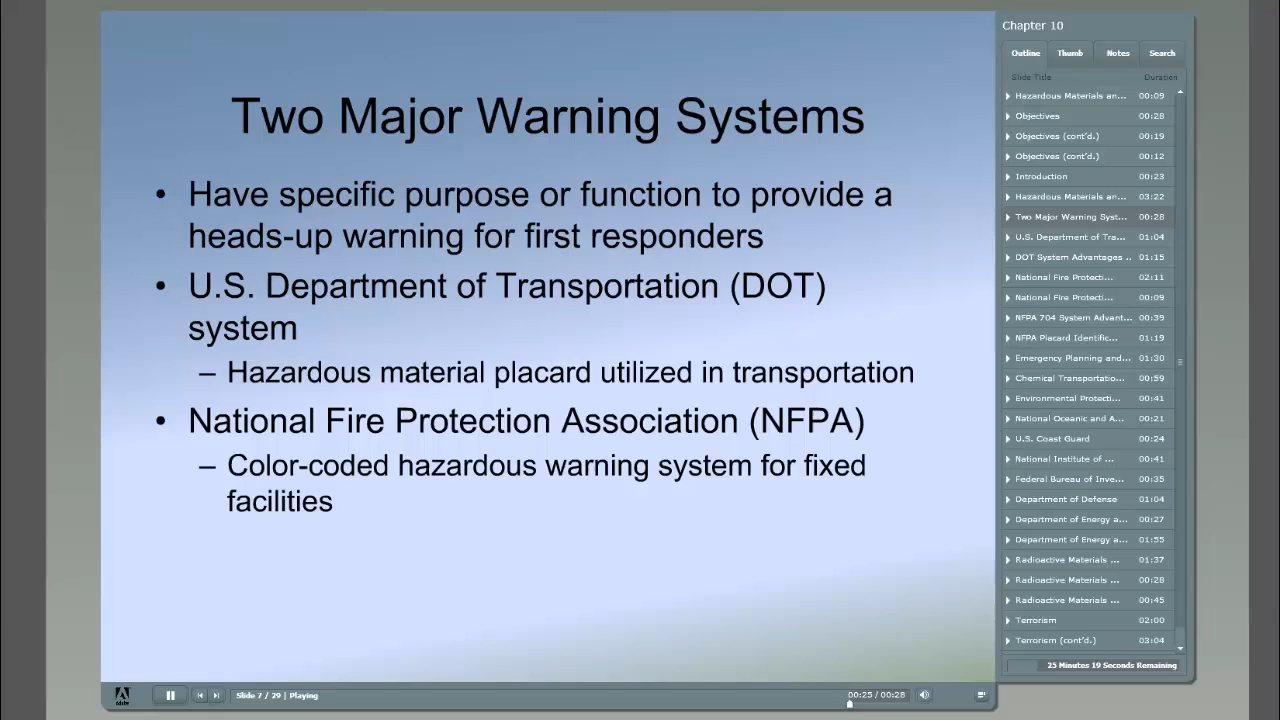 Two Major Warning Systems
• Have specific purpose or function to provide a
heads-up warning for first responders
• U.S. Department of Transportation (DOT)
system
– Hazardous material placard utilized in transportation
• National Fire Protection Association (NFPA)
– Color-coded hazardous warning system for fixed
facilities
Chapter 10
Outline Thumb Notes Search
Slide Title Duration
Hazardous Materials an... 00:09
Objectives 00:28
Objectives (cont'd.) 00:19
Objectives (cont'd.) 00:12
Introduction 00:23
Hazardous Materials an... 03:22
Two Major Warning Syst... 00:28
U.S. Department of Tra... 01:04
DOT System Advantages .. 01:15
National Fire Protecti... 02:11
National Fire Protecti... 00:09
NFPA 704 System Advant... 00:39
NFPA Placard Identific... 01:19
Emergency Planning and... 01:30
Chemical Transportatio... 00:59
Environmental Protecti... 00:41
National Oceanic and A... 00:21
U.S. Coast Guard 00:24
National Institute of ... 00:41
Federal Bureau of Inve... 00:35
Department of Defense 01:04
Department of Energy a... 00:27
Department of Energy a... 01:55
Radioactive Materials ... 01:37
Radioactive Materials ... 00:28
Radioactive Materials ... 00:45
Terrorism 02:00
Terrorism (cont'd.) 03:04
25 Minutes 19 Seconds Remaining
Adobe
Slide 7 / 29 | Playing
00:25 / 00:28